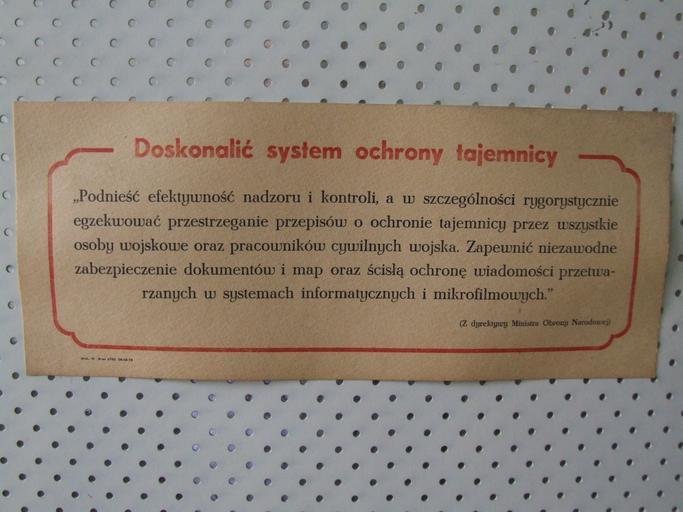 Doskonalić system ochrony tajemnicy
„Podnieść efektywność nadzoru i kontroli, a w szczególności rygorystycznie
egzekwować przestrzeganie przepisów o ochronie tajemnicy przez wszystkie
osoby wojskowe oraz pracowników cywilnych wojska. Zapewnić niezawodne
zabezpieczenie dokumentów i map oraz ścisłą ochronę wiadomości przetwa-
rzanych w systemach informatycznych i mikrofilmowych.”
(Z dyrektywy Ministra Obrony Narodowej)